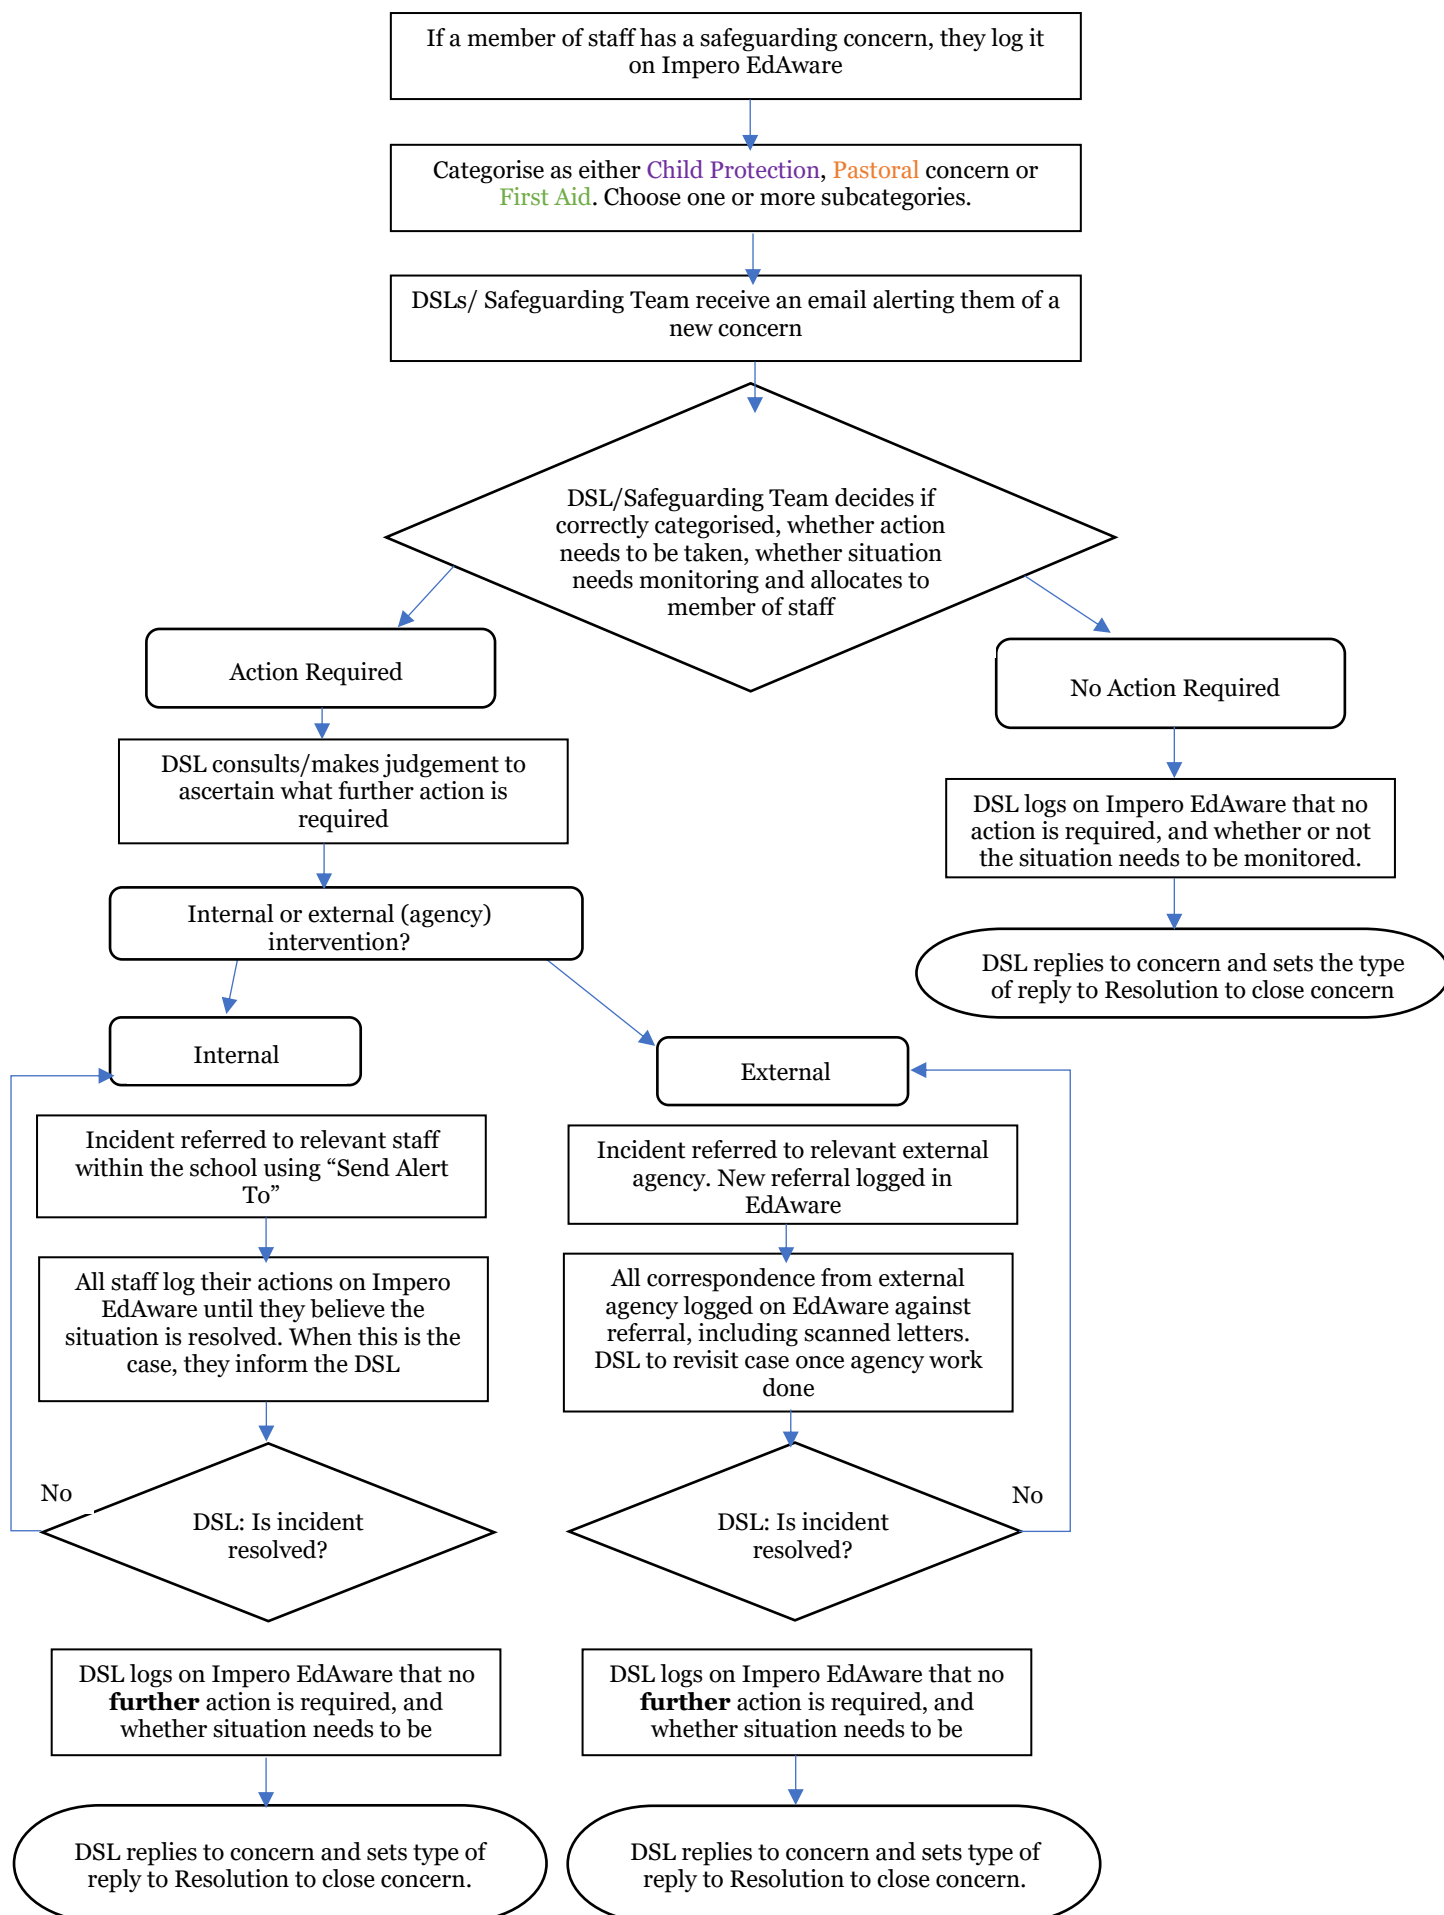 If a member of staff has a safeguarding concern, they log it
on Impero EdAware
Categorise as either Child Protection, Pastoral concern or
First Aid. Choose one or more subcategories.
DSLs/ Safeguarding Team receive an email alerting them of a
new concern
DSL/Safeguarding Team decides if
correctly categorised, whether action
needs to be taken, whether situation
needs monitoring and allocates to
member of staff
Action Required
No Action Required
DSL consults/makes judgement to
ascertain what further action is
required
DSL logs on Impero EdAware that no
action is required, and whether or not
the situation needs to be monitored.
Internal or external (agency)
intervention?
DSL replies to concern and sets the type
of reply to Resolution to close concern
Internal
External
Incident referred to relevant staff
within the school using “Send Alert
To”
Incident referred to relevant external
agency. New referral logged in
EdAware
All staff log their actions on Impero
EdAware until they believe the
situation is resolved. When this is the
case, they inform the DSL
All correspondence from external
agency logged on EdAware against
referral, including scanned letters.
DSL to revisit case once agency work
done
No
DSL: Is incident
resolved?
No
DSL: Is incident
resolved?
DSL logs on Impero EdAware that no
further action is required, and
whether situation needs to be
DSL logs on Impero EdAware that no
further action is required, and
whether situation needs to be
DSL replies to concern and sets type of
reply to Resolution to close concern.
DSL replies to concern and sets type of
reply to Resolution to close concern.